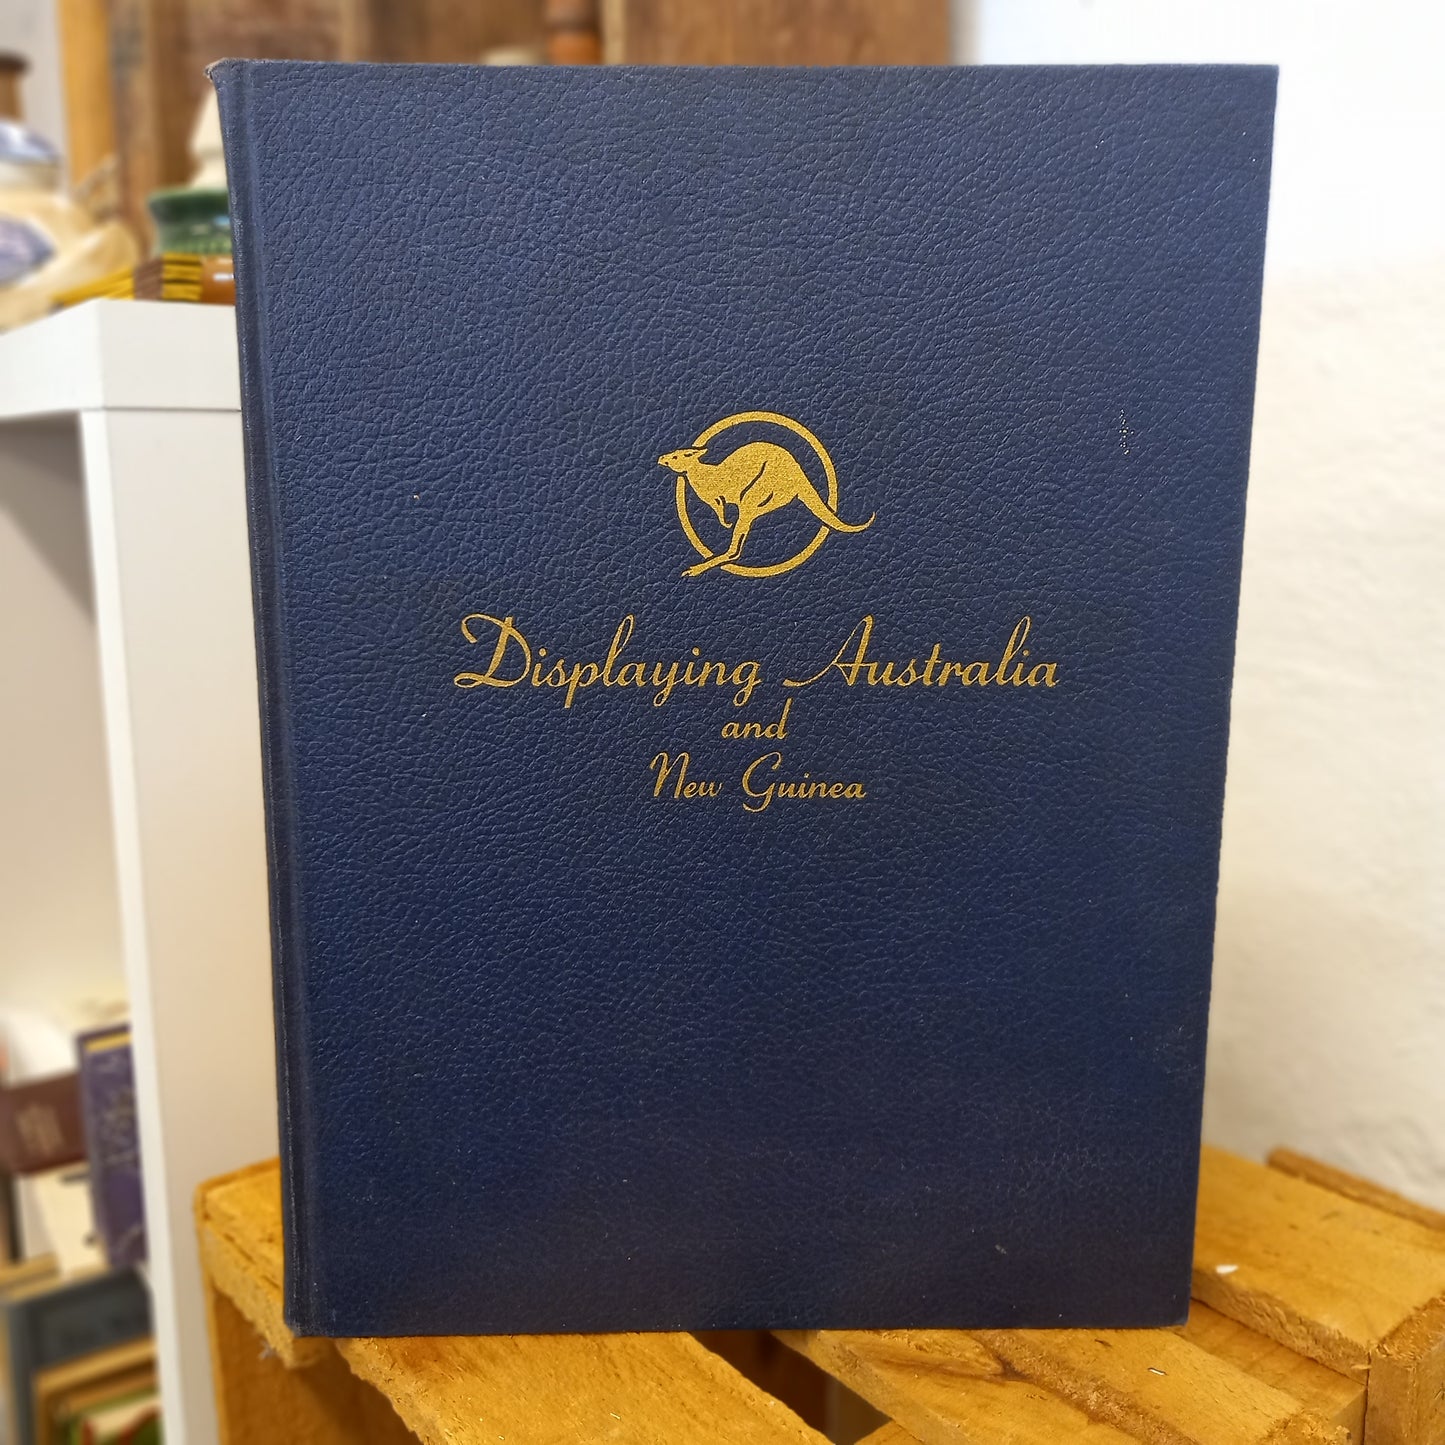 Displaying Australia
and
New Guinea